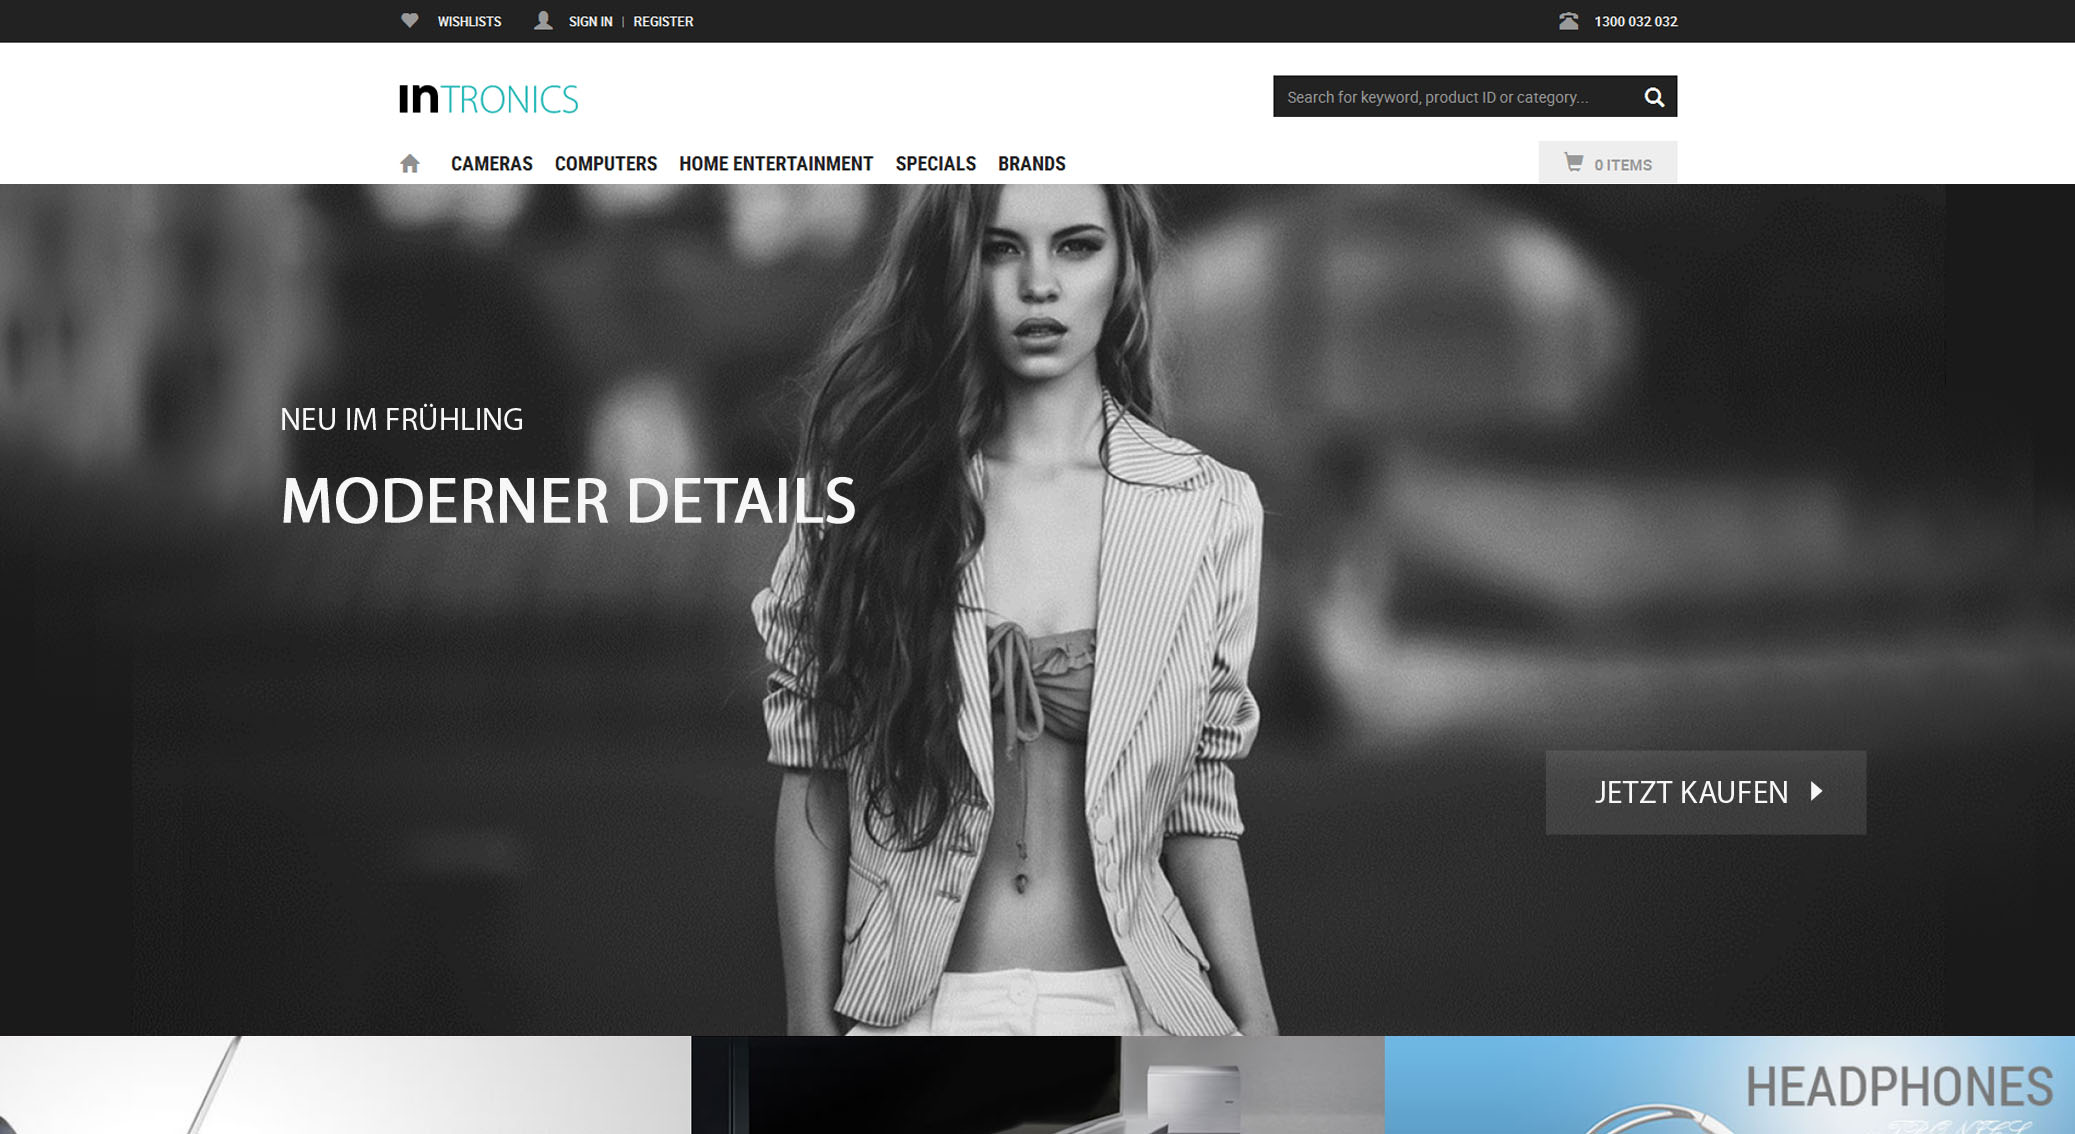 WISHLISTS SIGN IN | REGISTER 1300 032 032
INTRONICS
Search for keyword, product ID or category...
CAMERAS COMPUTERS HOME ENTERTAINMENT SPECIALS BRANDS 0 ITEMS
NEU IM FRÜHLING
MODERNER DETAILS
JETZT KAUFEN
HEADPHONES